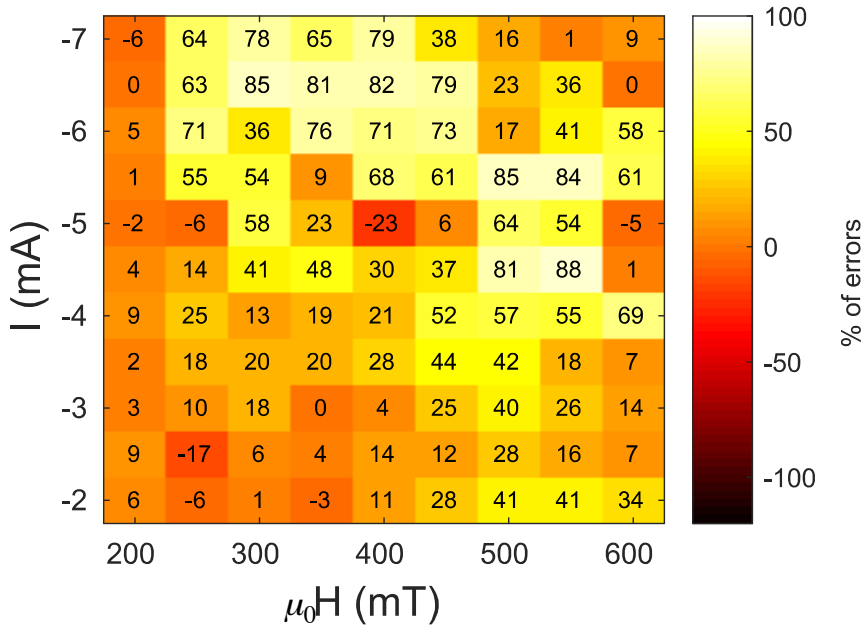 -7 -6 64 78 65 79 38 16 1 9 100
0 63 85 81 82 79 23 36 0
-6 5 71 36 76 71 73 17 41 58 50
1 55 54 9 68 61 85 84 61
-5 -2 -6 58 23 -23 6 64 54 -5 0
4 14 41 48 30 37 81 88 1
-4 9 25 13 19 21 52 57 55 69
2 18 20 20 28 44 42 18 7 -50
-3 3 10 18 0 4 25 40 26 14
9 -17 6 4 14 12 28 16 7 -100
-2 6 -6 1 -3 11 28 41 41 34
200 300 400 500 600
I (mA)
μ₀H (mT)
% of errors